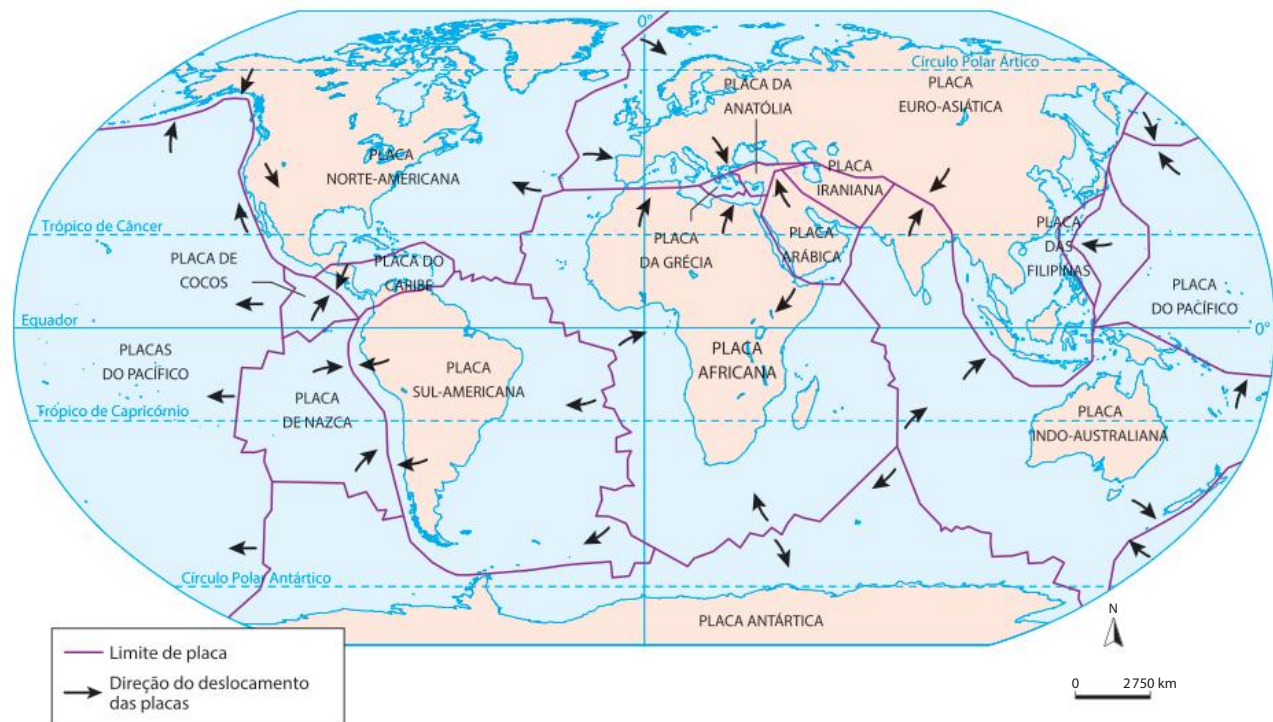 0°
Círculo Polar Ártico
PLACA DA
ANATÓLIA
PLACA
EURO-ASIÁTICA
PLACA
NORTE-AMERICANA
PLACA
IRANIANA
Trópico de Câncer
PLACA DE
COCOS
PLACA DO
CARIBE
PLACA
DA GRÉCIA
PLACA
ARÁBICA
PLACA
DAS
FILIPINAS
PLACA
DO PACÍFICO
Equador
0°
PLACAS
DO PACÍFICO
PLACA
SUL-AMERICANA
PLACA
AFRICANA
Trópico de Capricórnio
PLACA
DE NAZCA
PLACA
INDO-AUSTRALIANA
Círculo Polar Antártico
PLACA ANTÁRTICA
N
0 2750 km
Limite de placa
Direção do deslocamento
das placas